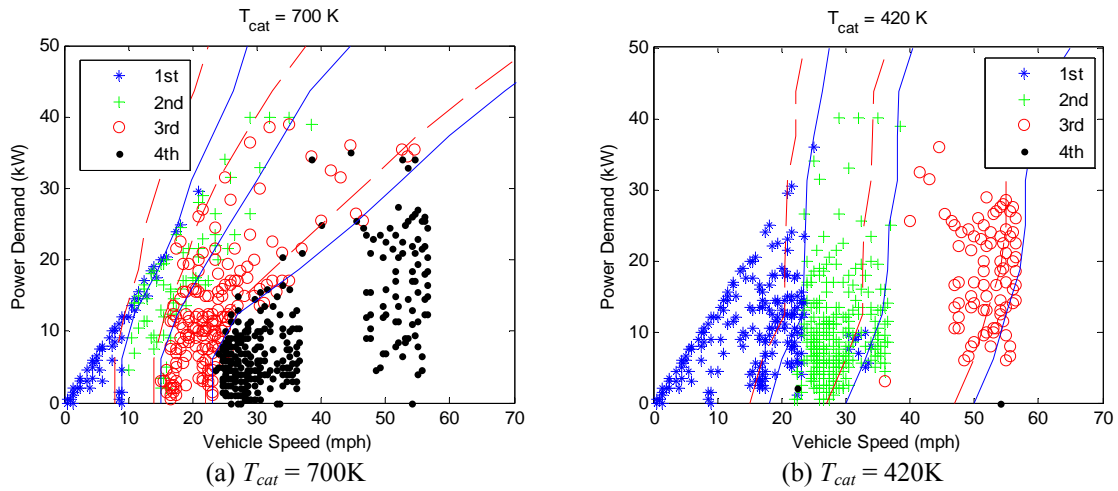 T_cat = 700 K
50
40
30
20
10
0
Power Demand (kW)
1st
2nd
3rd
4th
0 10 20 30 40 50 60 70
Vehicle Speed (mph)
(a) T_cat = 700K
T_cat = 420K
50
40
30
20
10
0
Power Demand (kW)
1st
2nd
3rd
4th
0 10 20 30 40 50 60 70
Vehicle Speed (mph)
(b) T_cat = 420K